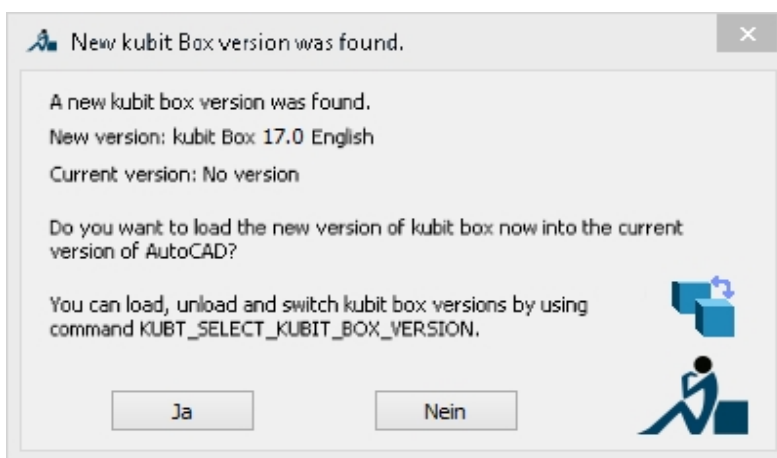 New kubit Box version was found.
A new kubit box version was found.
New version: kubit Box 17.0 English
Current version: No version
Do you want to load the new version of kubit box now into the current
version of AutoCAD?
You can load, unload and switch kubit box versions by using
command KUBT_SELECT_KUBIT_BOX_VERSION.
Ja
Nein